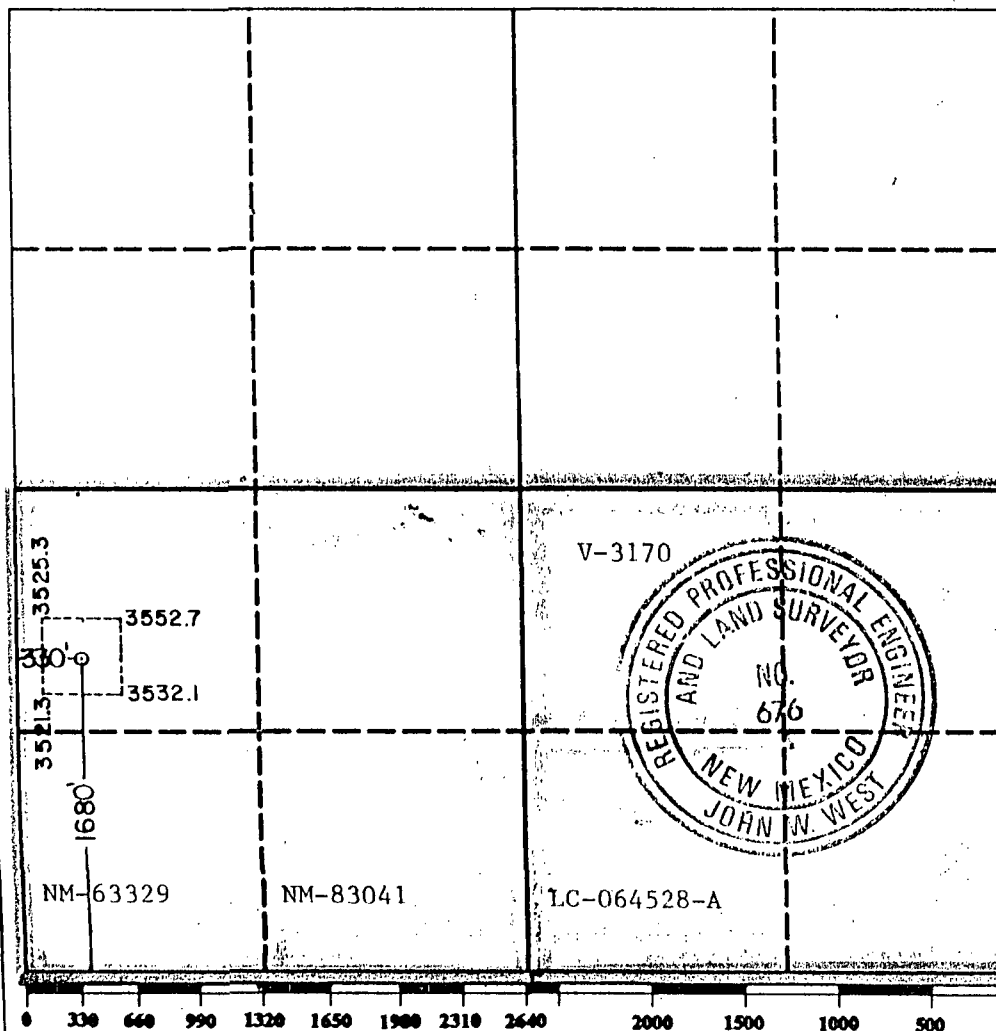 V-3170
3525.3
3552.7
330'
3532.1
3521.3
1680'
REGISTERED PROFESSIONAL ENGINEER
AND LAND SURVEYOR
NO.
676
NEW MEXICO
JOHN W. WEST
NM-63329 NM-83041 LC-064528-A
0 330 660 990 1320 1650 1980 2310 2640 2000 1500 1000 500